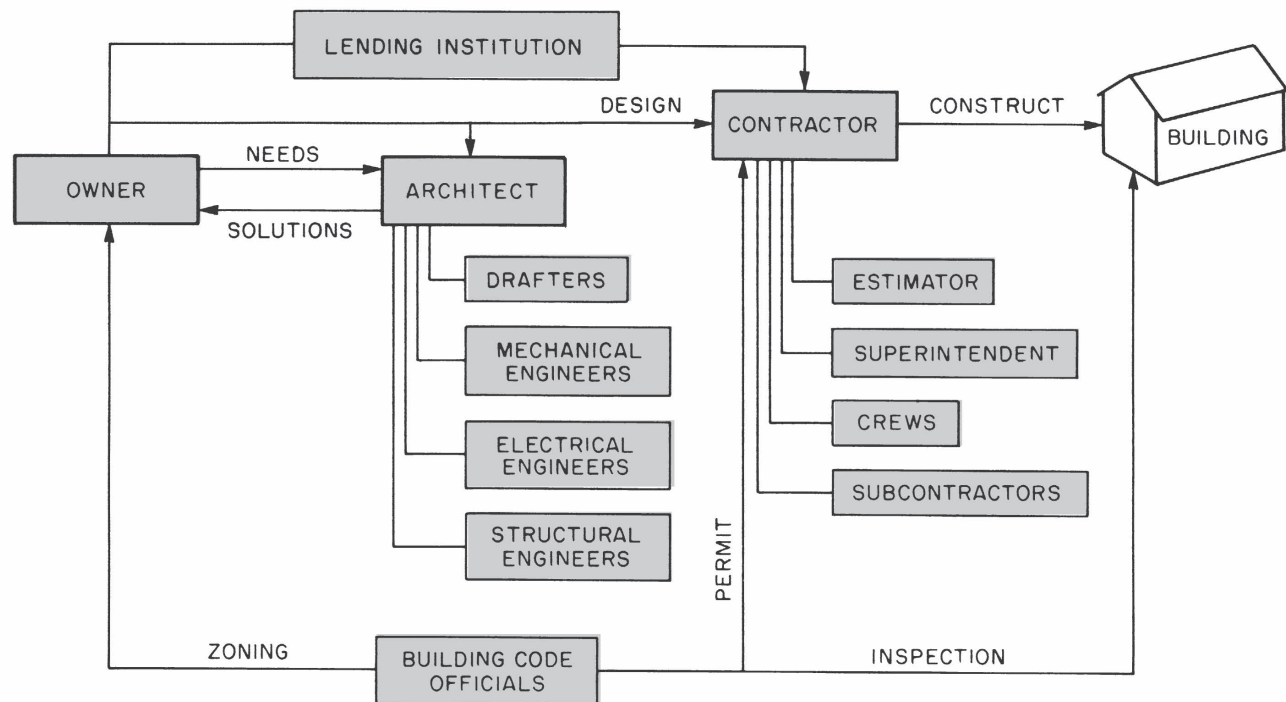 LENDING INSTITUTION
DESIGN
CONTRACTOR
CONSTRUCT
BUILDING
NEEDS
OWNER
ARCHITECT
SOLUTIONS
DRAFTERS
MECHANICAL
ENGINEERS
ELECTRICAL
ENGINEERS
STRUCTURAL
ENGINEERS
ESTIMATOR
SUPERINTENDENT
CREWS
SUBCONTRACTORS
PERMIT
ZONING
BUILDING CODE
OFFICIALS
INSPECTION